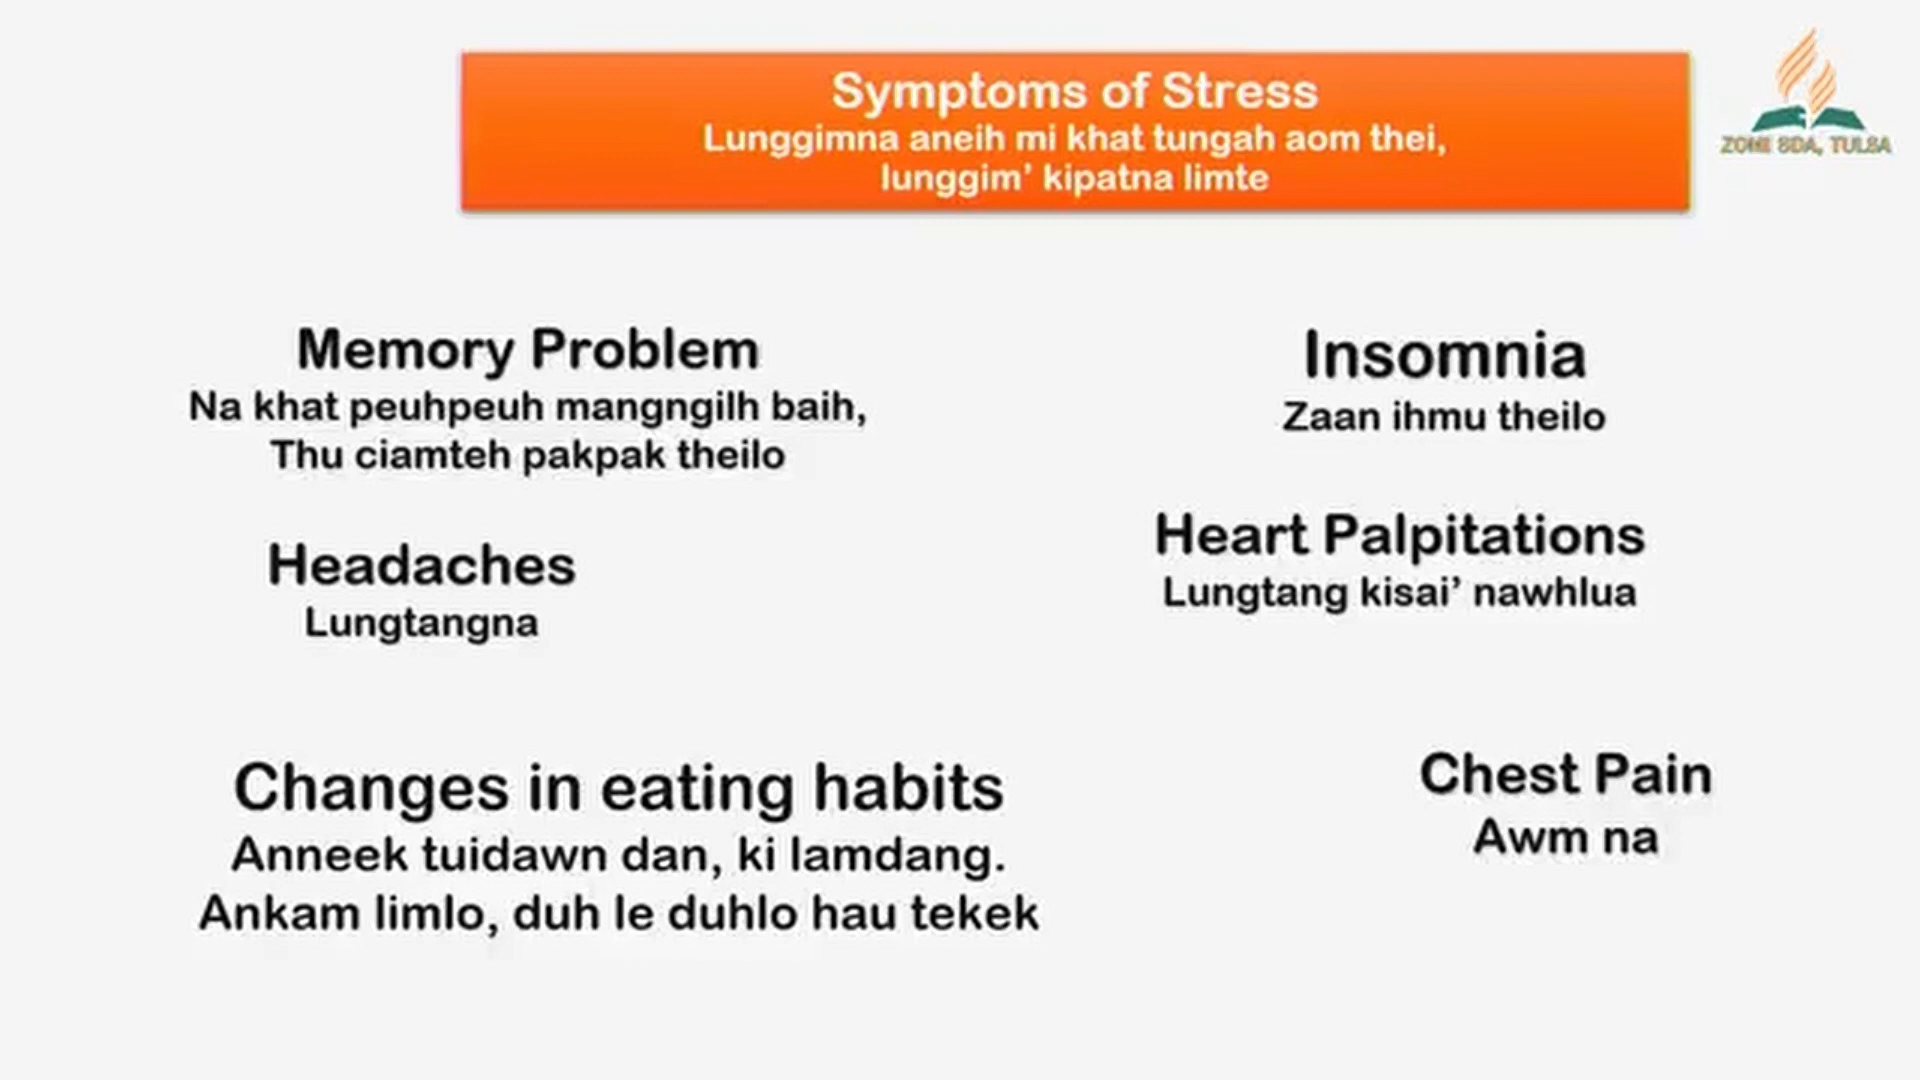 Symptoms of Stress
Lunggimna aneih mi khat tungah aom thei,
lunggim’ kipatna limte
ZOMI SDA, TULSA
Memory Problem
Na khat peuhpeuh mangngilh baih,
Thu ciamteh pakpak theilo
Insomnia
Zaan ihmu theilo
Headaches
Lungtangna
Heart Palpitations
Lungtang kisai’ nawhlua
Changes in eating habits
Anneek tuidawn dan, ki lamdang.
Ankam limlo, duh le duhlo hau tekek
Chest Pain
Awm na